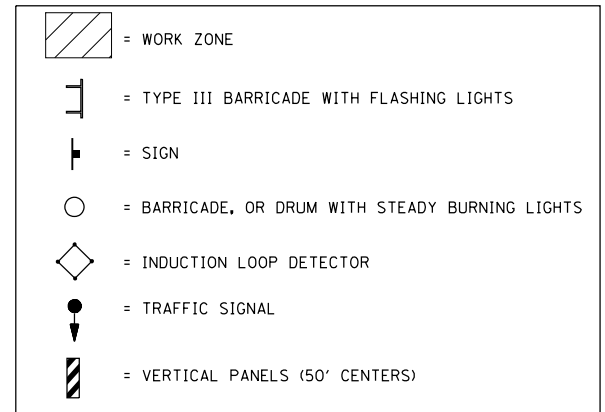 = WORK ZONE
= TYPE III BARRICADE WITH FLASHING LIGHTS
= SIGN
= BARRICADE, OR DRUM WITH STEADY BURNING LIGHTS
= INDUCTION LOOP DETECTOR
= TRAFFIC SIGNAL
= VERTICAL PANELS (50' CENTERS)